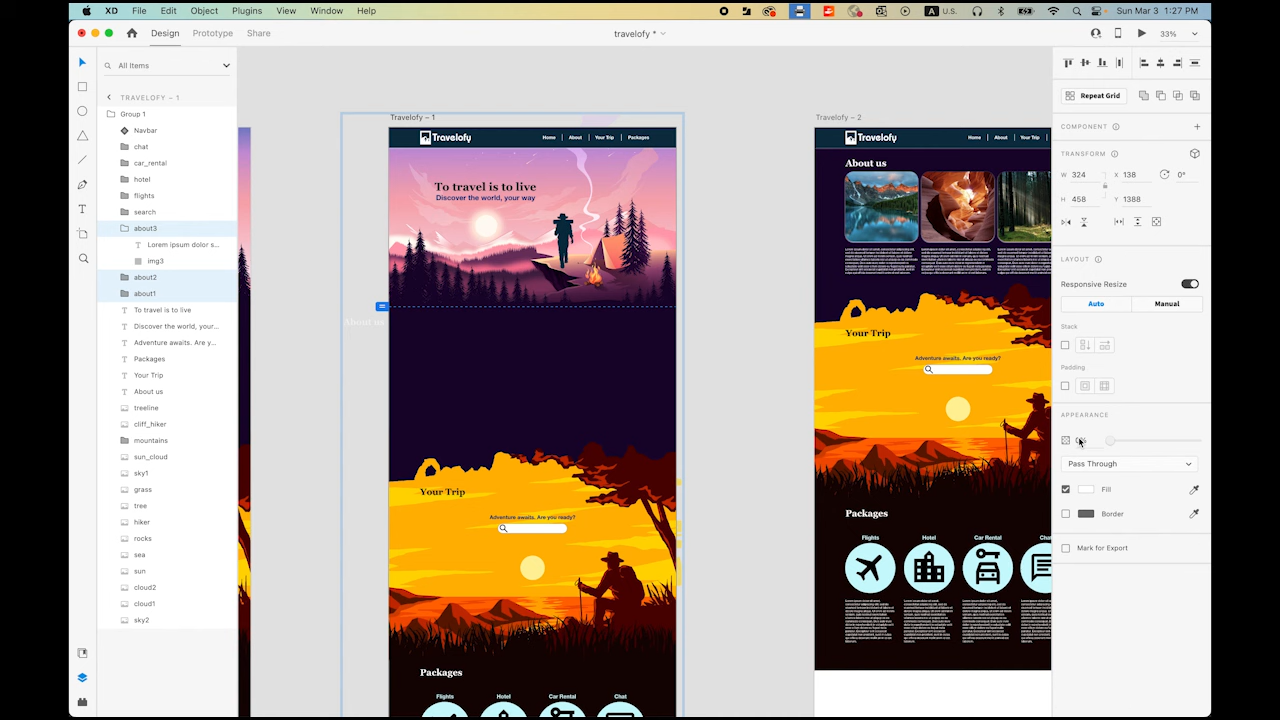 XD File Edit Object Plugins View Window Help A U.S. Sun Mar 3 1:27 PM
Design Prototype Share travelofy * 33%
All Items
TRAVELOFY – 1
Group 1
Navbar
chat
car_rental
hotel
flights
search
about3
Lorem ipsum dolor s...
img3
about2
about1
To travel is to live
Discover the world, your...
Adventure awaits. Are y...
Packages
Your Trip
About us
treeline
cliff_hiker
mountains
sun_cloud
sky1
grass
tree
hiker
rocks
sea
sun
cloud2
cloud1
sky2
Travelofy – 1
Travelofy
Home About Your Trip Packages
To travel is to live
Discover the world, your way
About us
Your Trip
Adventure awaits. Are you ready?
Packages
Flights Hotel Car Rental Chat
Travelofy – 2
Travelofy
Home About Your Trip
About us
Your Trip
Adventure awaits. Are you ready?
Packages
Flights Hotel Car Rental Cha
Repeat Grid
COMPONENT
TRANSFORM
W 324 X 138 0°
H 458 Y 1388
LAYOUT
Responsive Resize
Auto Manual
Stack
Padding
APPEARANCE
Pass Through
Fill
Border
Mark for Export